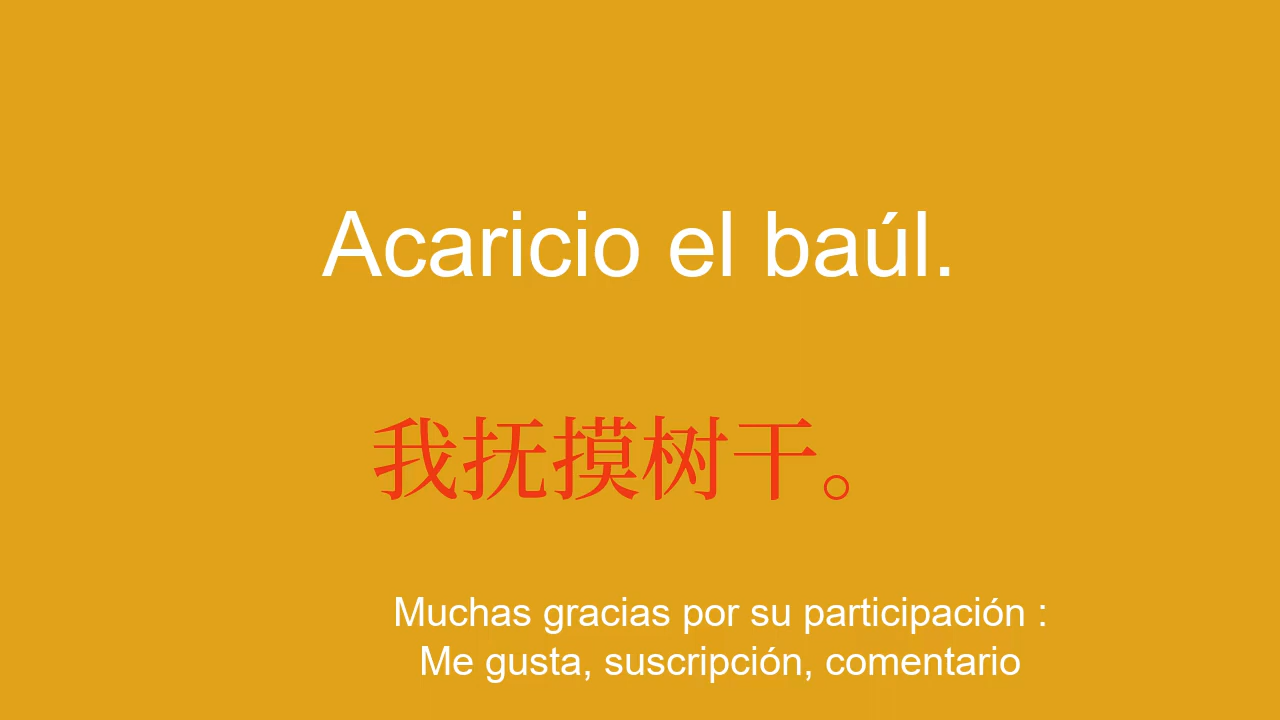 Acaricio el baúl.
我抚摸树干。
Muchas gracias por su participación :
Me gusta, suscripción, comentario